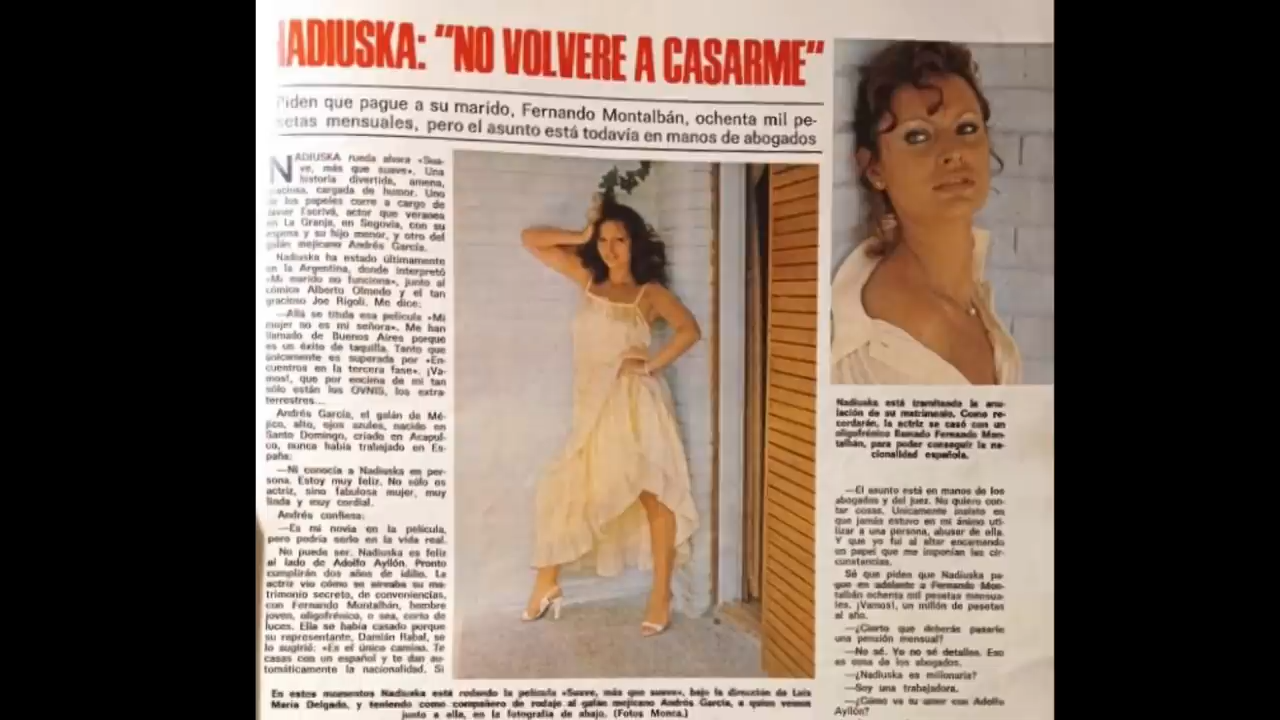 NADIUSKA: "NO VOLVERE A CASARME"
Piden que pague a su marido, Fernando Montalbán, ochenta mil pe-
setas mensuales, pero el asunto está todavía en manos de abogados
NADIUSKA rueda ahora «Sua-
ve, más que suave». Una
historia divertida, amena,
graciosa, cargada de humor. Uno
de los papeles corre a cargo de
Javier Escrivá, actor que veranea
en La Granja, en Segovia, con su
esposa y su hijo menor, y otro del
galán mejicano Andrés García.
Nadiuska ha estado últimamente
en la Argentina, donde interpretó
«Mi marido no funciona», junto al
cómico Alberto Olmedo y el tan
gracioso Joe Rígoli. Me dice:
—Allá se titula esa película «Mi
mujer no es mi señora». Me han
llamado de Buenos Aires porque
es un éxito de taquilla. Tanto que
únicamente es superada por «En-
cuentros en la tercera fase». ¡Va-
mos!, que por encima de mí tan
sólo están los OVNIS, los extra-
terrestres...
Andrés García, el galán de Mé-
jico, alto, ojos azules, nacido en
Santo Domingo, criado en Acapul-
co, nunca había trabajado en Es-
paña:
—Ni conocía a Nadiuska en per-
sona. Estoy muy feliz. No sólo es
actriz, sino fabulosa mujer, muy
linda y muy cordial.
Andrés confiesa:
—Es mi novia en la película,
pero podría serlo en la vida real.
No puede ser. Nadiuska es feliz
al lado de Adolfo Ayllón. Pronto
cumplirán dos años de idilio. La
actriz vio cómo se aireaba su ma-
trimonio secreto, de conveniencias,
con Fernando Montalbán, hombre
joven, oligofrénico, o sea, corto de
luces. Ella se había casado porque
su representante, Damián Rabal, se
lo sugirió: «Es el único camino. Te
casas con un español y te dan au-
tomáticamente la nacionalidad. Si
En estos momentos Nadiuska está rodando la película «Suave, más que suave», bajo la dirección de Luis
María Delgado, y teniendo como compañero de rodaje al galán mejicano Andrés García, a quien vemos
junto a ella, en la fotografía de abajo. (Fotos Monca.)
Nadiuska está tramitando la anu-
lación de su matrimonio. Como re-
cordarán, la actriz se casó con un
oligofrénico llamado Fernando Mon-
talbán, para poder conseguir la na-
cionalidad española.
—El asunto está en manos de los
abogados y del juez. No quiero con-
tar cosas. Unicamente insisto en
que jamás estuvo en mi ánimo uti-
lizar a una persona, abusar de ella.
Y que yo fui al altar encarnando
un papel que me imponían las cir-
cunstancias.
Sé que piden que Nadiuska pa-
gue en adelante a Fernando Mon-
talbán ochenta mil pesetas mensua-
les. ¡Vamos!, un millón de pesetas
al año.
—¿Cierto que deberás pasarle
una pensión mensual?
—No sé. Yo no sé detalles. Eso
es cosa de los abogados.
—¿Nadiuska es millonaria?
—Soy una trabajadora.
—¿Cómo va tu amor con Adolfo
Ayllón?